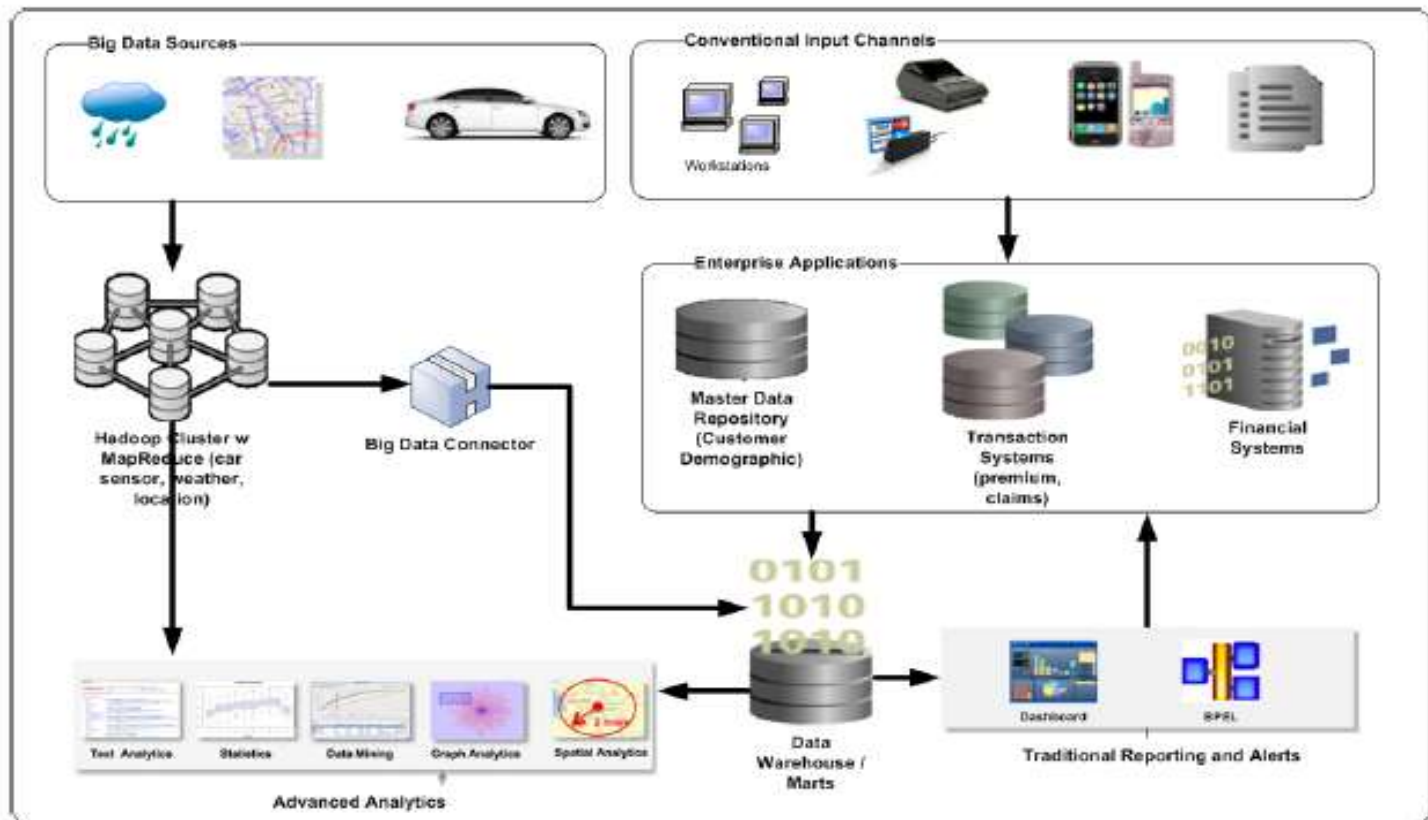 Big Data Sources
Conventional Input Channels
Workstations
Enterprise Applications
Master Data
Repository
(Customer
Demographic)
Transaction
Systems
(premium,
claims)
0010
0101
1101
Financial
Systems
Hadoop Cluster w
MapReduce (car
sensor, weather,
location)
Big Data Connector
0101
1010
1010
Data
Warehouse /
Marts
Text Analytics
Statistics
Data Mining
Graph Analytics
Spatial Analytics
Advanced Analytics
Dashboard
BPEL
Traditional Reporting and Alerts